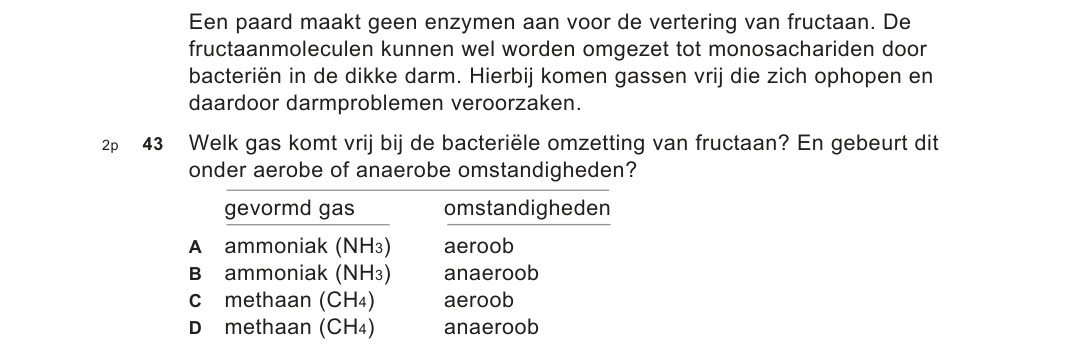 Een paard maakt geen enzymen aan voor de vertering van fructaan. De
fructaanmoleculen kunnen wel worden omgezet tot monosachariden door
bacteriën in de dikke darm. Hierbij komen gassen vrij die zich ophopen en
daardoor darmproblemen veroorzaken.
2p 43 Welk gas komt vrij bij de bacteriële omzetting van fructaan? En gebeurt dit
onder aerobe of anaerobe omstandigheden?
gevormd gas omstandigheden
A ammoniak (NH3) aeroob
B ammoniak (NH3) anaeroob
C methaan (CH4) aeroob
D methaan (CH4) anaeroob